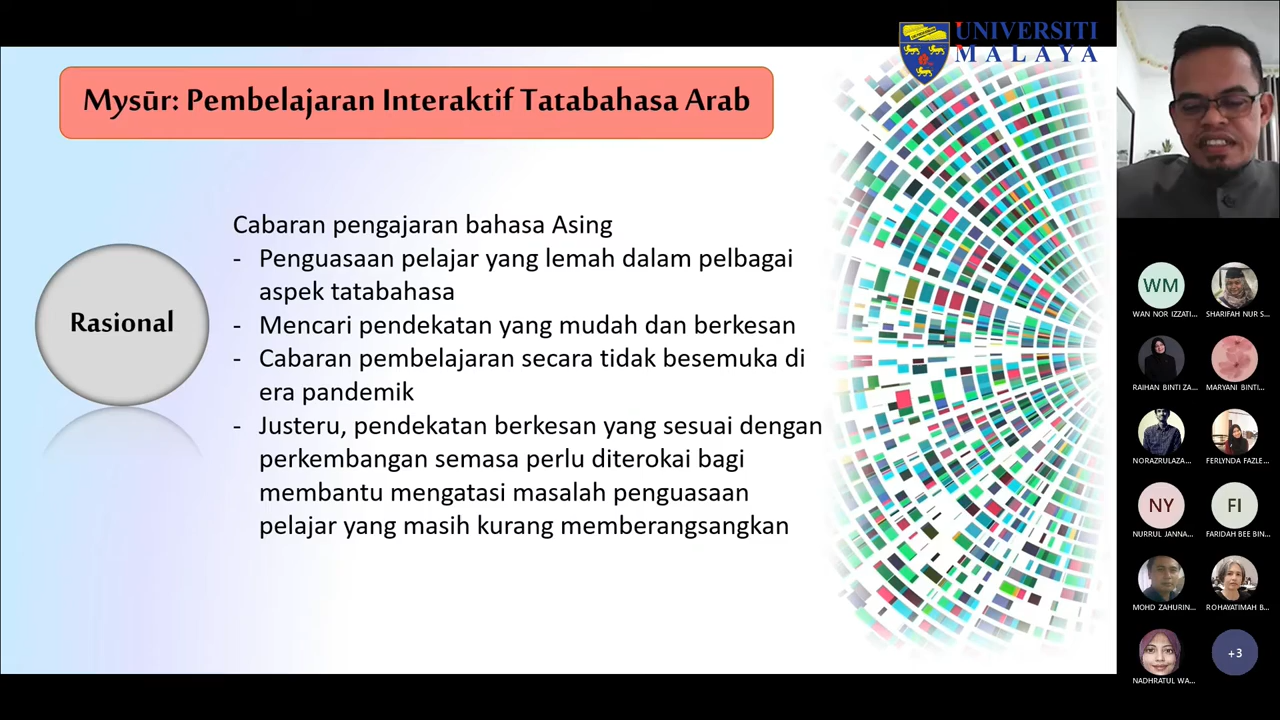 UNIVERSITI
MALAYA
Mysūr: Pembelajaran Interaktif Tatabahasa Arab
Rasional
Cabaran pengajaran bahasa Asing
- Penguasaan pelajar yang lemah dalam pelbagai
aspek tatabahasa
- Mencari pendekatan yang mudah dan berkesan
- Cabaran pembelajaran secara tidak besemuka di
era pandemik
- Justeru, pendekatan berkesan yang sesuai dengan
perkembangan semasa perlu diterokai bagi
membantu mengatasi masalah penguasaan
pelajar yang masih kurang memberangsangkan
WM
WAN NOR IZZATI...
SHARIFAH NUR S...
RAIHAN BINTI ZA...
MARYANI BINTI...
NORAZRULAZA...
FERLYNDA FAZLE...
NY
NURRUL JANNA...
FI
FARIDAH BEE BIN...
MOHD ZAHURIN...
ROHAYATIMAH B...
NADHRATUL WA...
+3